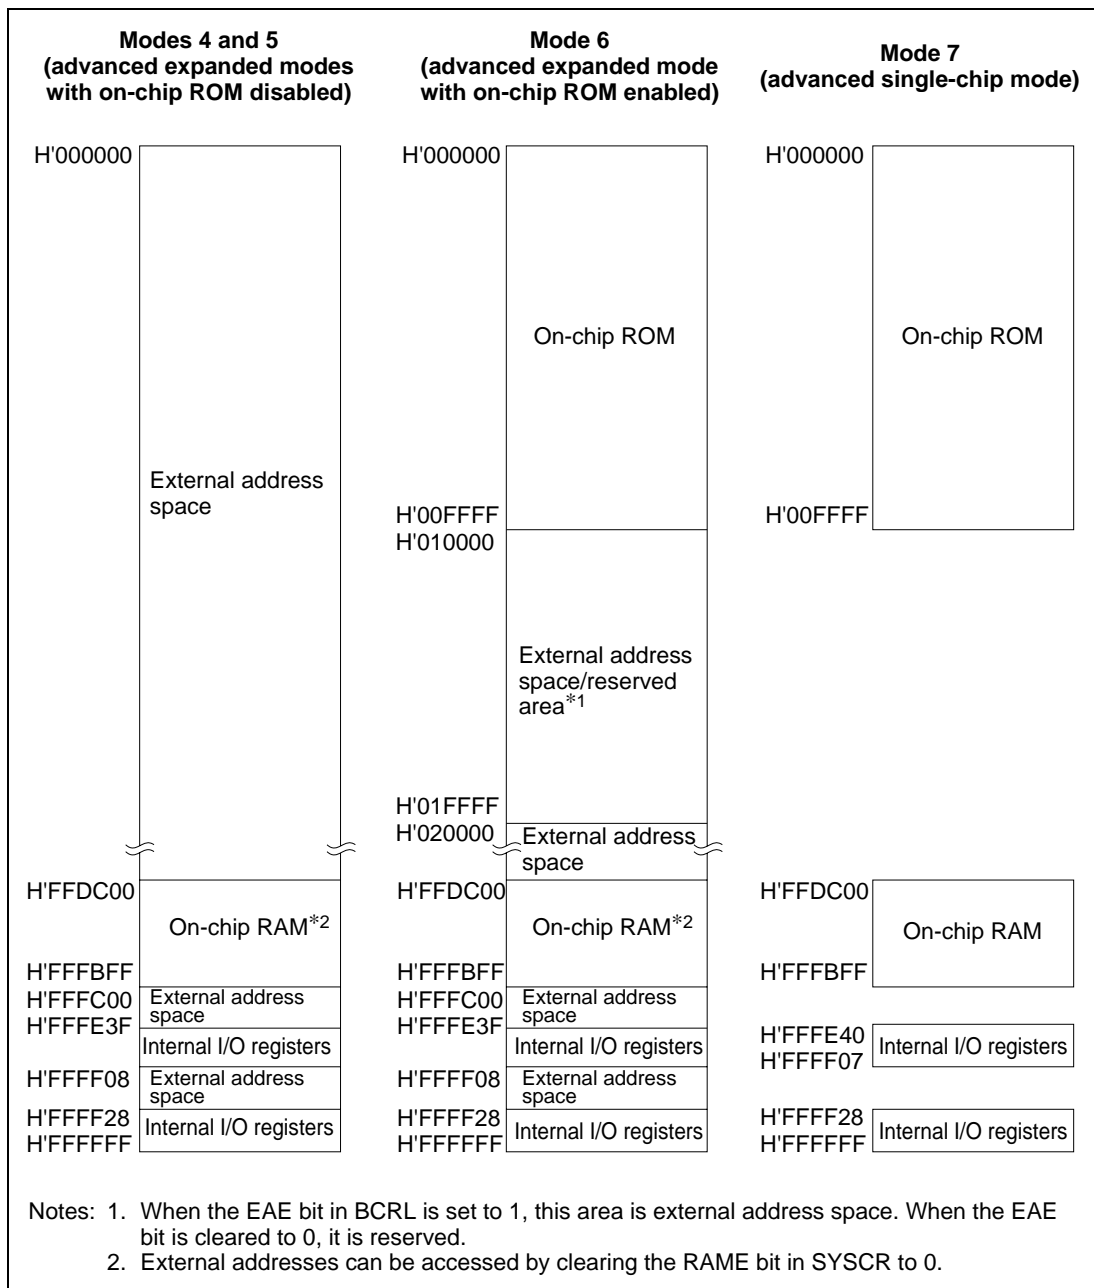 Modes 4 and 5
(advanced expanded modes
with on-chip ROM disabled)
H'000000
External address
space
H'FFDC00
On-chip RAM*2
H'FFFBFF
H'FFFC00
External address
space
H'FFFE3F
Internal I/O registers
H'FFFF08
External address
space
H'FFFF28
Internal I/O registers
H'FFFFFF
Mode 6
(advanced expanded mode
with on-chip ROM enabled)
H'000000
On-chip ROM
H'00FFFF
H'010000
External address
space/reserved
area*1
H'01FFFF
H'020000
External address
space
H'FFDC00
On-chip RAM*2
H'FFFBFF
H'FFFC00
External address
space
H'FFFE3F
Internal I/O registers
H'FFFF08
External address
space
H'FFFF28
Internal I/O registers
H'FFFFFF
Mode 7
(advanced single-chip mode)
H'000000
On-chip ROM
H'00FFFF
H'FFDC00
On-chip RAM
H'FFFBFF
H'FFFE40
Internal I/O registers
H'FFFF07
H'FFFF28
Internal I/O registers
H'FFFFFF
Notes: 1. When the EAE bit in BCRL is set to 1, this area is external address space. When the EAE
bit is cleared to 0, it is reserved.
2. External addresses can be accessed by clearing the RAME bit in SYSCR to 0.